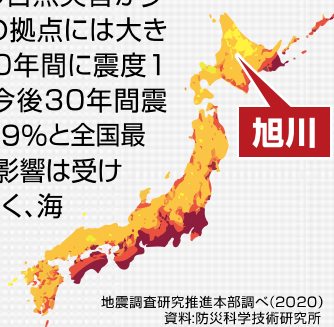 の拠点には大き
0年間に震度1
今後30年間震
9%と全国最
影響は受け
く、海
旭川
地震調査研究推進本部調べ(2020)
資料:防災科学技術研究所